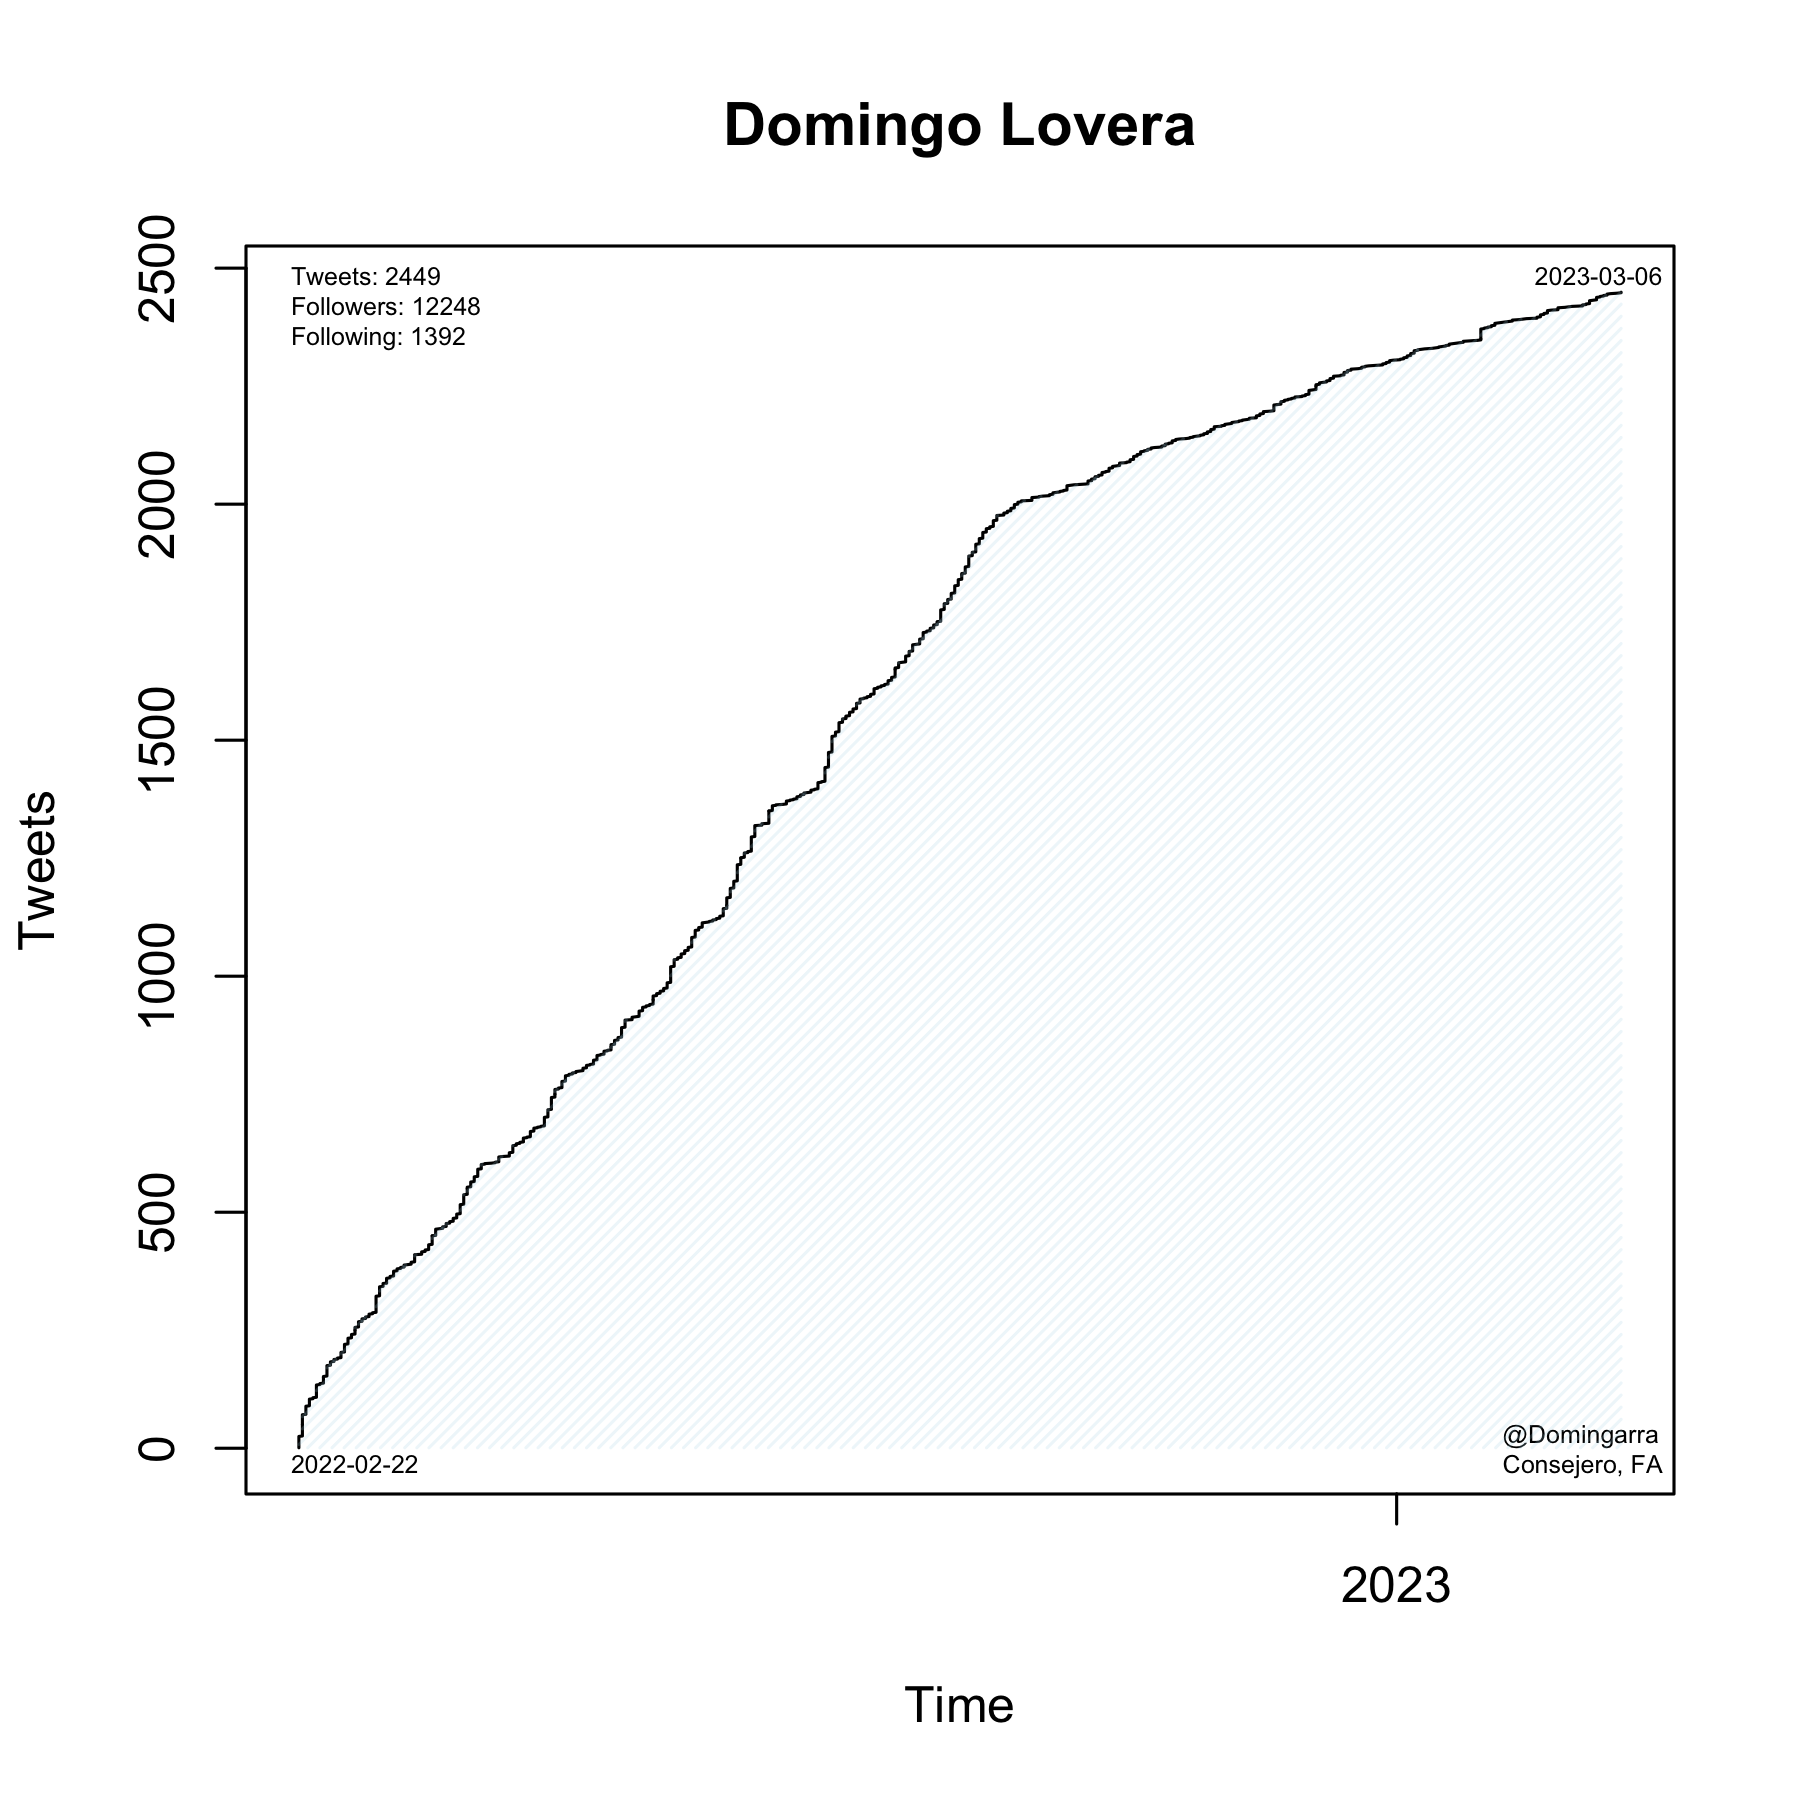 Domingo Lovera
Tweets: 2449
Followers: 12248
Following: 1392
2023-03-06
2500
2000
1500
1000
500
0
Tweets
2022-02-22
@Domingarra
Consejero, FA
2023
Time